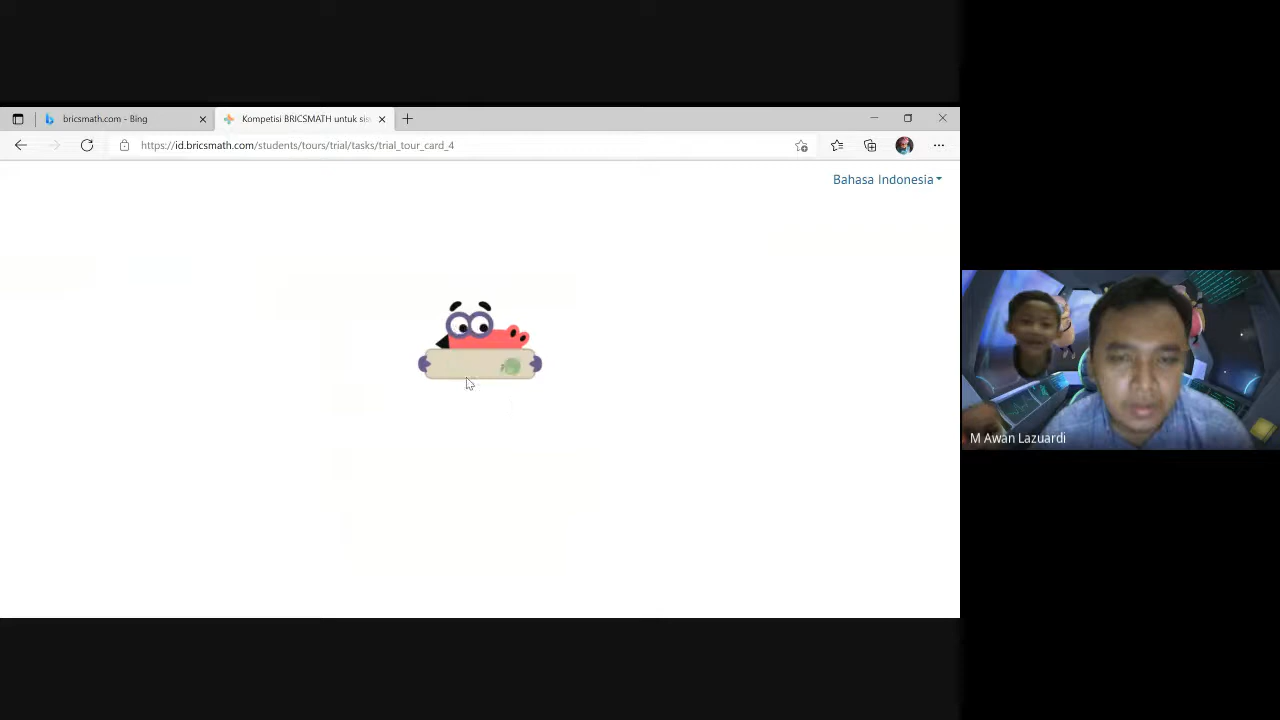 bricsmath.com - Bing
Kompetisi BRICSMATH untuk sis
https://id.bricsmath.com/students/tours/trial/tasks/trial_tour_card_4
Bahasa Indonesia
M Awan Lazuardi